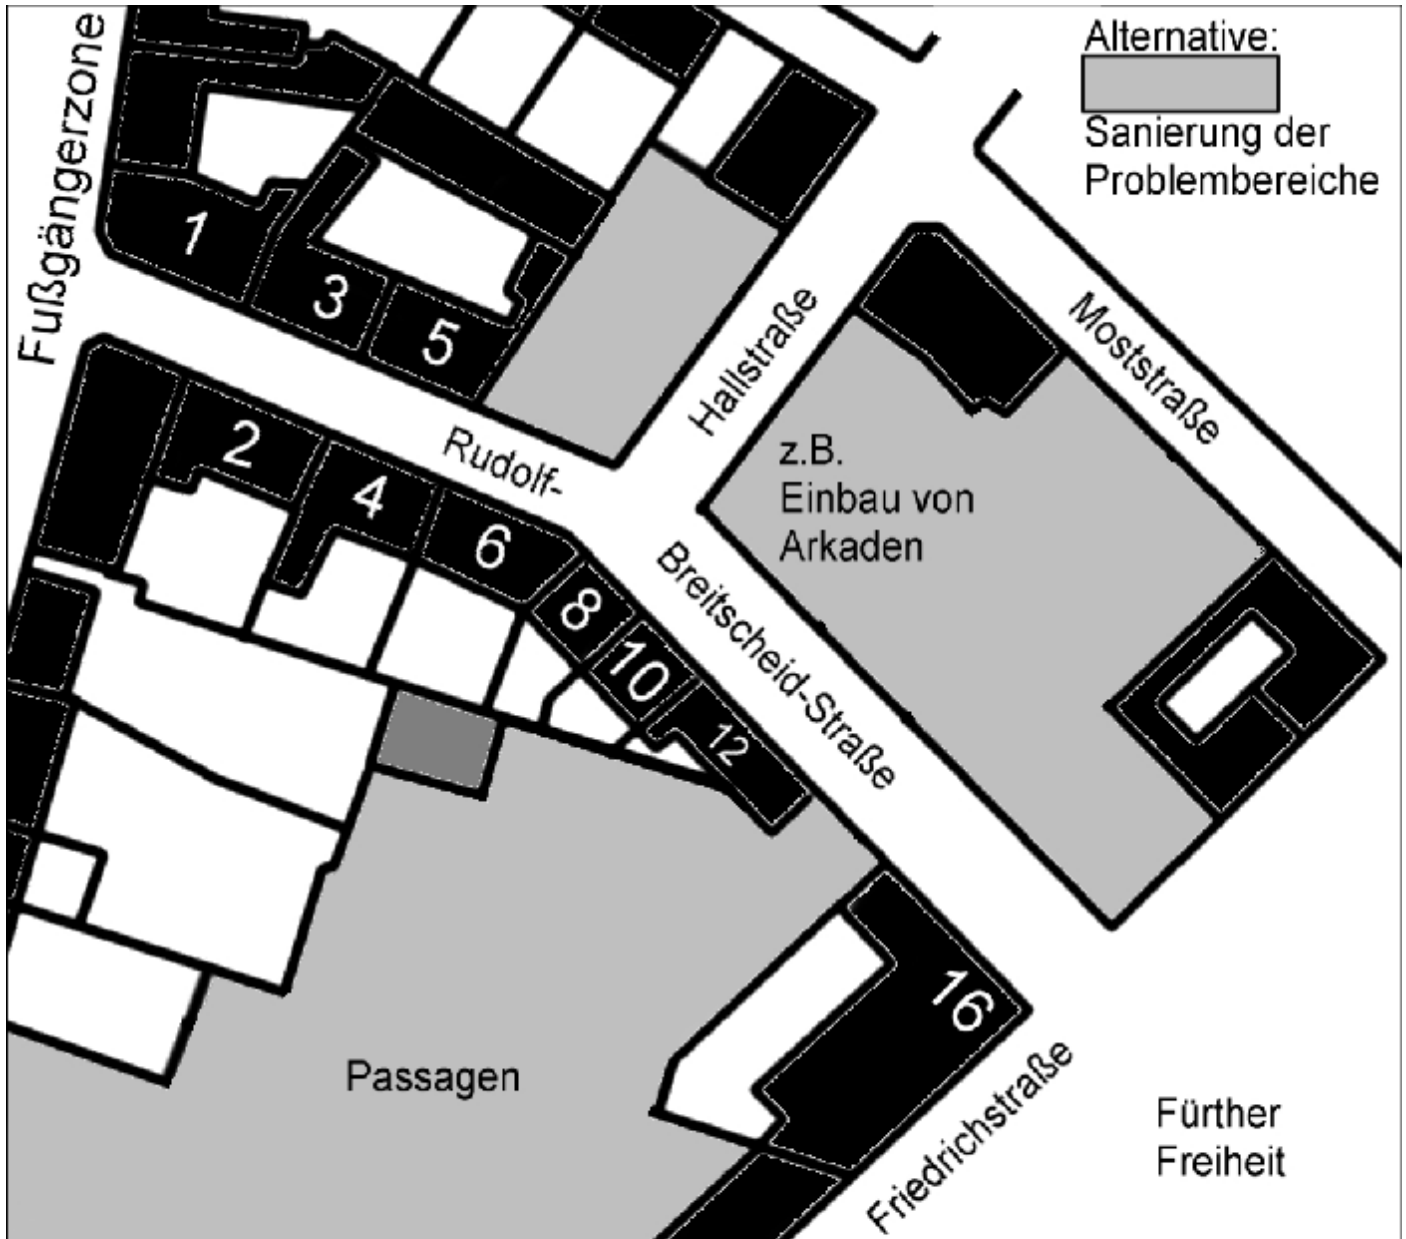 Alternative:
Sanierung der
Problembereiche
Fußgängerzone
1
3
5
Hallstraße
Moststraße
2
4
6
8
10
12
16
Rudolf-
Breitscheid-Straße
z.B.
Einbau von
Arkaden
Passagen
Friedrichstraße
Fürther
Freiheit